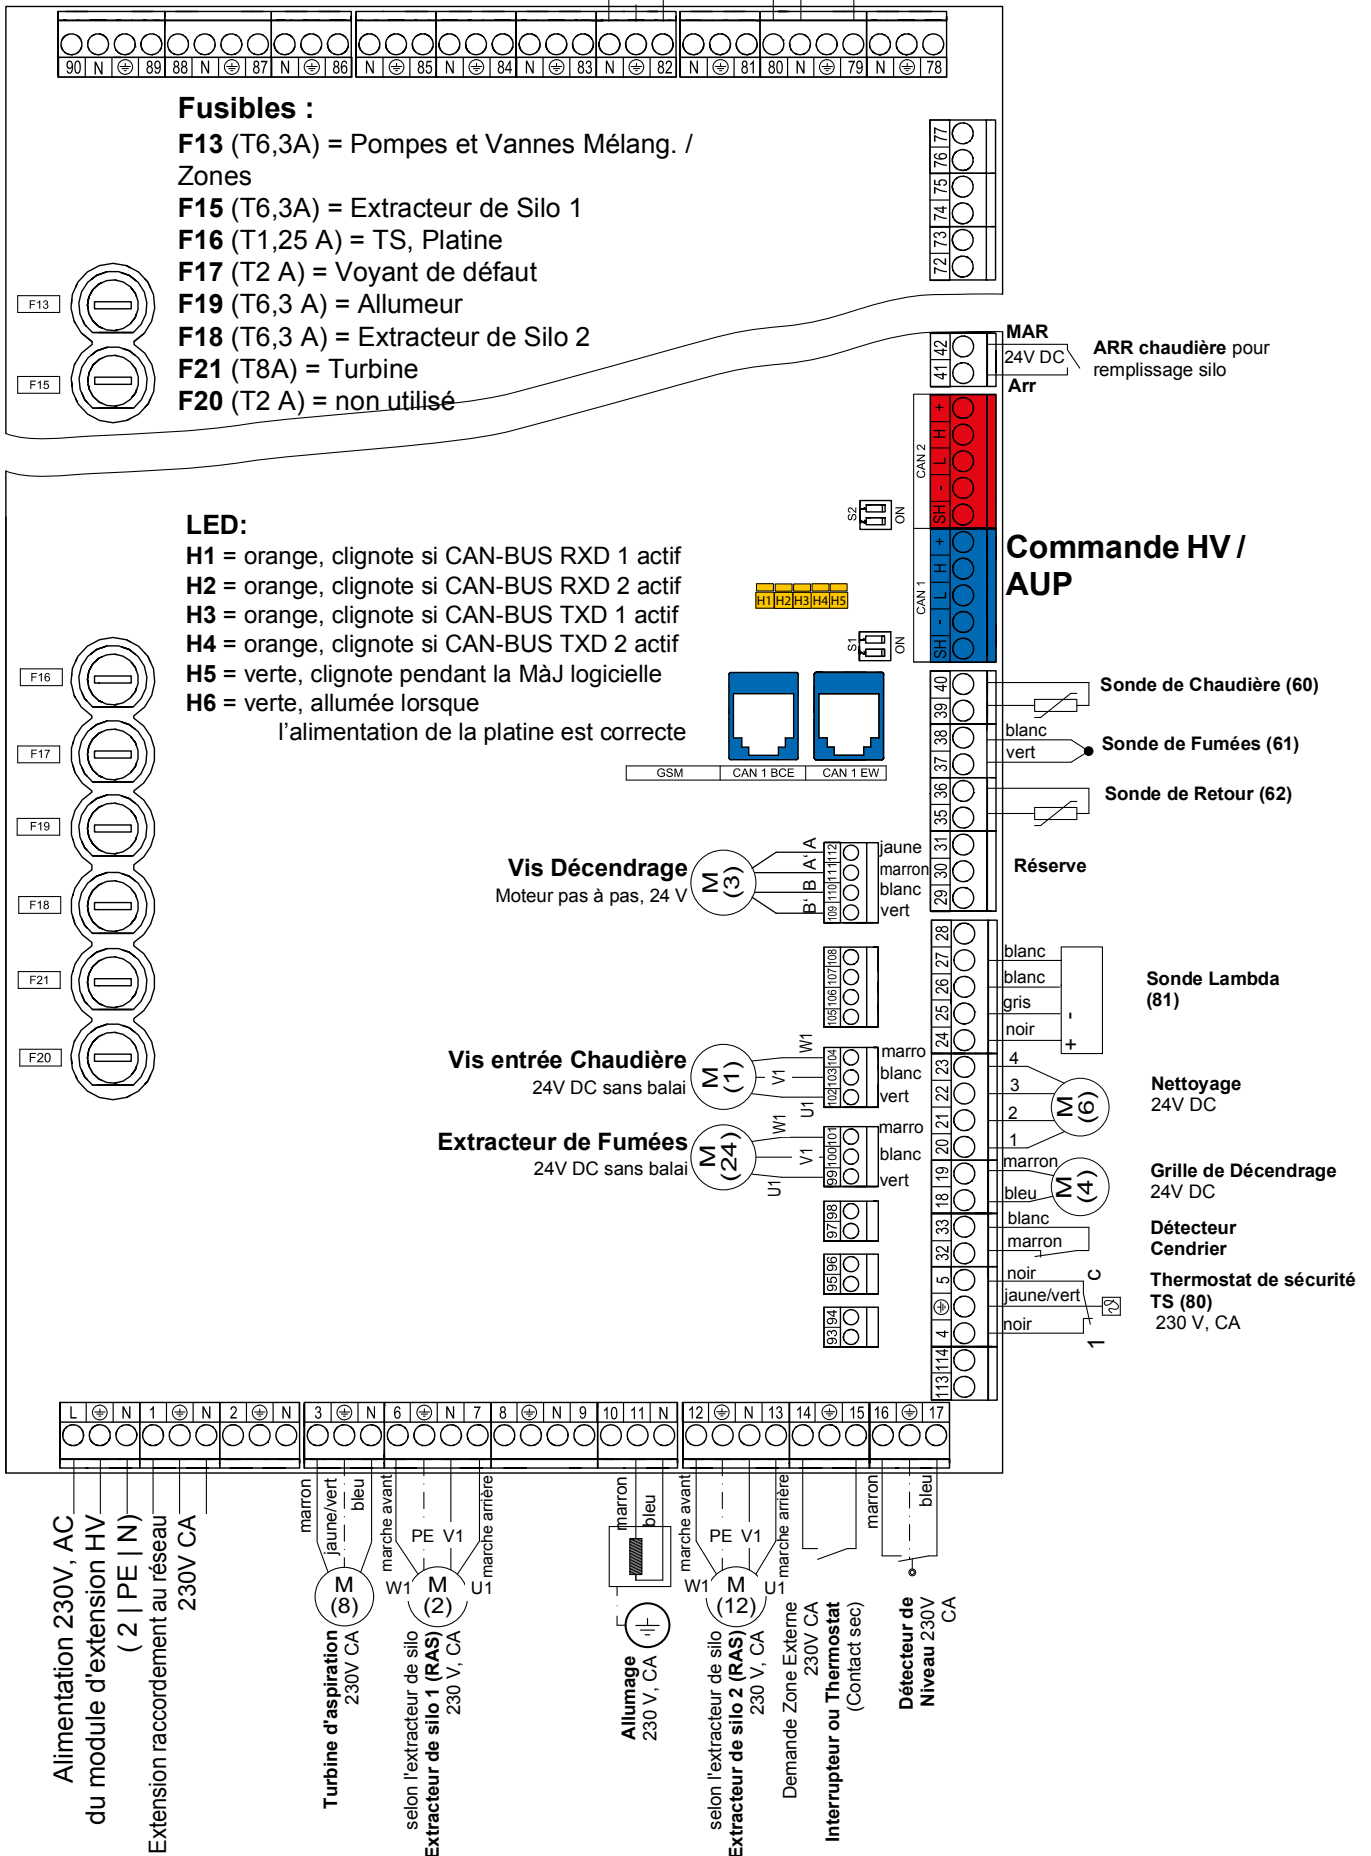 90 N 89 88 N 87 N 86 N 85 N 84 N 83 N 82 N 81 80 N 79 N 78
Fusibles :
F13 (T6,3A) = Pompes et Vannes Mélang. /
Zones
F15 (T6,3A) = Extracteur de Silo 1
F16 (T1,25 A) = TS, Platine
F17 (T2 A) = Voyant de défaut
F19 (T6,3 A) = Allumeur
F18 (T6,3 A) = Extracteur de Silo 2
F21 (T8A) = Turbine
F20 (T2 A) = non utilisé
F13
F15
77
76
75
74
73
72
42
41
MAR
24V DC
Arr
ARR chaudière pour
remplissage silo
CAN 2
+
H
L
-
SH
S2
ON
CAN 1
+
H
L
-
SH
S1
ON
Commande HV /
AUP
LED:
H1 = orange, clignote si CAN-BUS RXD 1 actif
H2 = orange, clignote si CAN-BUS RXD 2 actif
H3 = orange, clignote si CAN-BUS TXD 1 actif
H4 = orange, clignote si CAN-BUS TXD 2 actif
H5 = verte, clignote pendant la MàJ logicielle
H6 = verte, allumée lorsque
l'alimentation de la platine est correcte
H1 H2 H3 H4 H5
GSM CAN 1 BCE CAN 1 EW
F16
F17
F19
F18
F21
F20
40
39
Sonde de Chaudière (60)
38 blanc
37 vert
Sonde de Fumées (61)
36
35
Sonde de Retour (62)
31
30
29
Réserve
Vis Décendrage
Moteur pas à pas, 24 V
M
(3)
A 112 jaune
A' 111 marron
B 110 blanc
B' 109 vert
108
107
106
105
28
27 blanc
26 blanc
25 gris -
24 noir +
Sonde Lambda
(81)
Vis entrée Chaudière
24V DC sans balai
M
(1)
W1 104 marro
V1 103 blanc
U1 102 vert
Extracteur de Fumées
24V DC sans balai
M
(24)
W1 101 marro
V1 100 blanc
U1 99 vert
98
97
96
95
94
93
23 4
22 3
21 2
20 1
M
(6)
Nettoyage
24V DC
19 marron
18 bleu
M
(4)
Grille de Décendrage
24V DC
33 blanc
32 marron
Détecteur
Cendrier
5 noir c
jaune/vert
4 noir 1
Thermostat de sécurité
TS (80)
230 V, CA
114
113
L N 1 N 2 N 3 N 6 N 7 8 N 9 10 11 N 12 N 13 14 15 16 17
Alimentation 230V, AC
du module d'extension HV
( 2 | PE | N)
Extension raccordement au réseau
230V CA
marron
jaune/vert
bleu
M
(8)
Turbine d'aspiration
230V CA
marche avant
PE V1
marche arrière
W1 M U1
(2)
selon l'extracteur de silo
Extracteur de silo 1 (RAS)
230 V, CA
marron
bleu
Allumage
230 V, CA
marche avant
PE V1
marche arrière
W1 M U1
(12)
selon l'extracteur de silo
Extracteur de silo 2 (RAS)
230 V, CA
Demande Zone Externe
230V CA
Interrupteur ou Thermostat
(Contact sec)
marron
bleu
Détecteur de
Niveau 230V
CA